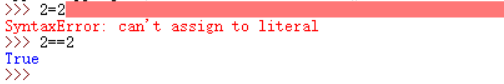 >>> 2=2
SyntaxError: can't assign to literal
>>> 2==2
True
>>>